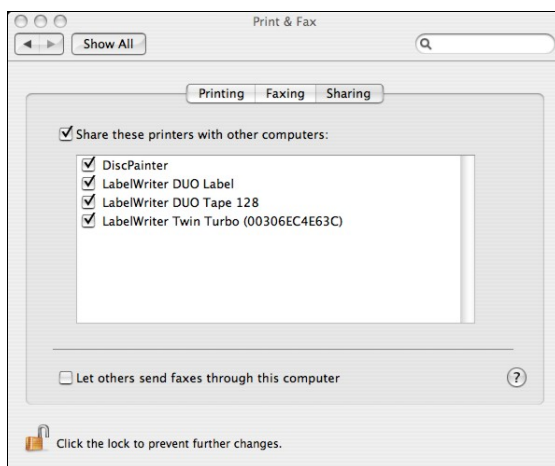 Print & Fax
Show All
Printing Faxing Sharing
Share these printers with other computers:
DiscPainter
LabelWriter DUO Label
LabelWriter DUO Tape 128
LabelWriter Twin Turbo (00306EC4E63C)
Let others send faxes through this computer
?
Click the lock to prevent further changes.